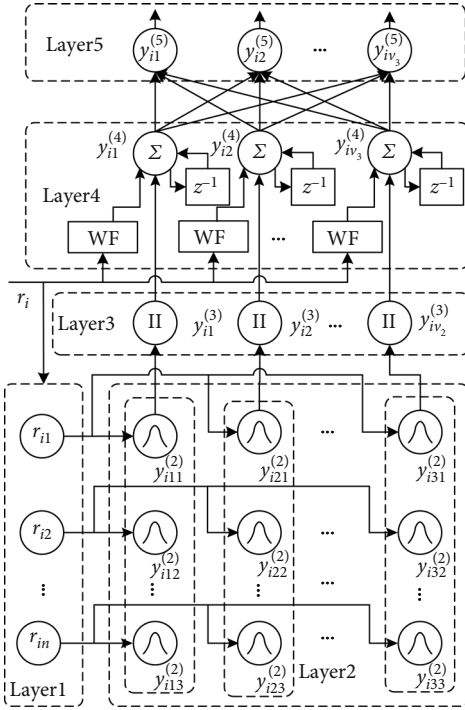 Layer5 y_{i1}^{(5)} y_{i2}^{(5)} ... y_{iv_3}^{(5)}
y_{i1}^{(4)} Σ y_{i2}^{(4)} Σ y_{iv_3}^{(4)} Σ
z^{-1} z^{-1} z^{-1}
Layer4
WF WF ... WF
r_i
Layer3 II y_{i1}^{(3)} II y_{i2}^{(3)} ... II y_{iv_2}^{(3)}
r_{i1} ...
y_{i11}^{(2)} y_{i21}^{(2)} y_{i31}^{(2)}
r_{i2} ...
y_{i12}^{(2)} y_{i22}^{(2)} y_{i32}^{(2)}
... ... ... ... ...
r_{in} ...
Layer1 y_{i13}^{(2)} y_{i23}^{(2)} Layer2 y_{i33}^{(2)}